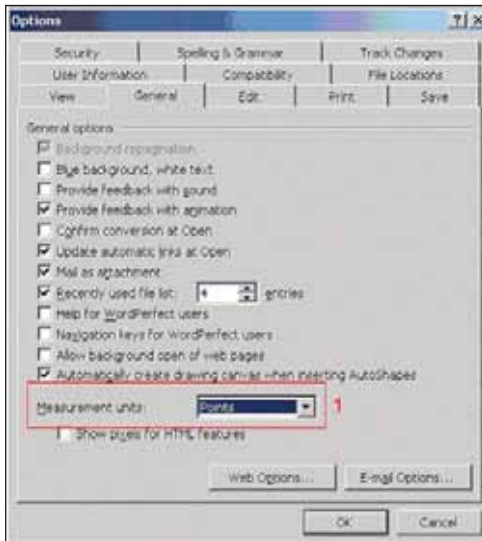 Options
Security Spelling & Grammar Track Changes
User Information Compatibility File Locations
View General Edit Print Save
General options
Background repagination
Blue background, white text
Provide feedback with sound
Provide feedback with animation
Confirm conversion at Open
Update automatic links at Open
Mail as attachment
Recently used file list: 4 entries
Help for WordPerfect users
Navigation keys for WordPerfect users
Allow background open of web pages
Automatically create drawing canvas when inserting AutoShapes
Measurement units: Points 1
Show pixels for HTML features
Web Options... E-mail Options...
OK Cancel